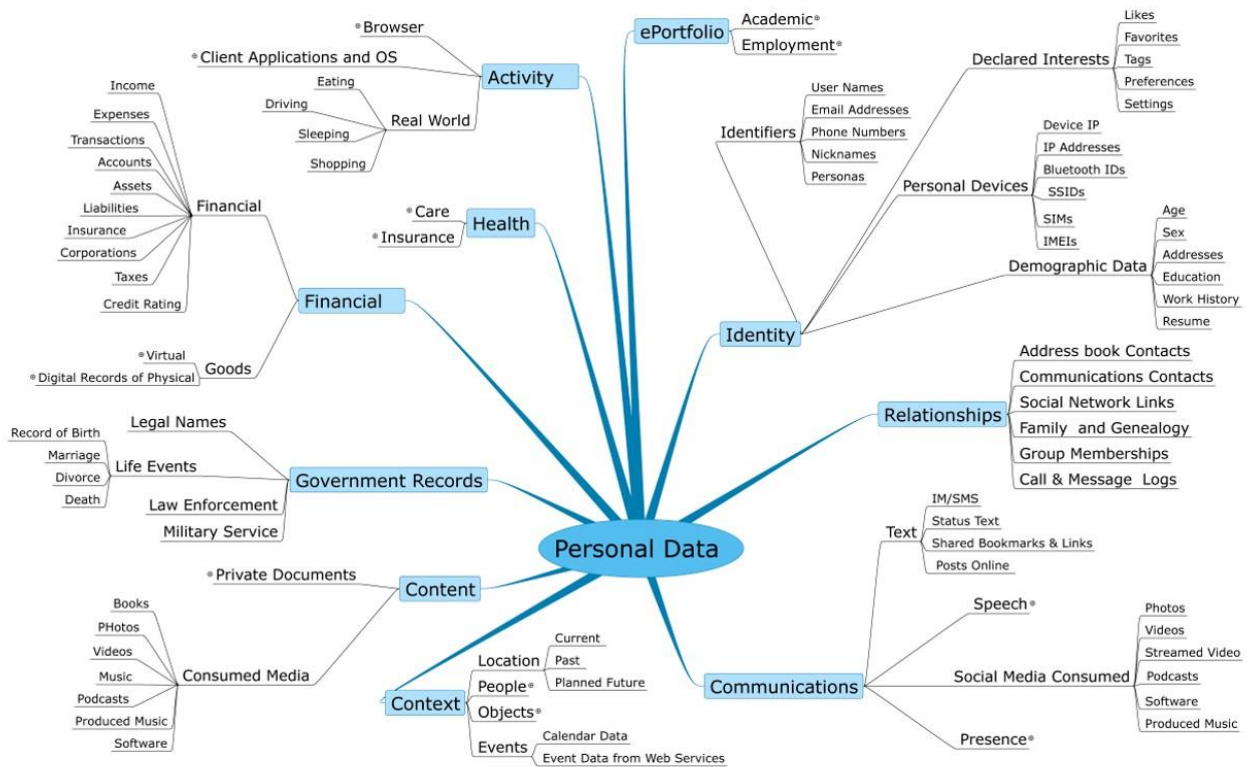 Personal Data
ePortfolio
Academic
Employment
Activity
Browser
Client Applications and OS
Real World
Eating
Driving
Sleeping
Shopping
Health
Care
Insurance
Financial
Financial
Income
Expenses
Transactions
Accounts
Assets
Liabilities
Insurance
Corporations
Taxes
Credit Rating
Goods
Virtual
Digital Records of Physical
Government Records
Legal Names
Life Events
Record of Birth
Marriage
Divorce
Death
Law Enforcement
Military Service
Content
Private Documents
Consumed Media
Books
PHotos
Videos
Music
Podcasts
Produced Music
Software
Context
Location
Current
Past
Planned Future
People
Objects
Events
Calendar Data
Event Data from Web Services
Identity
Identifiers
User Names
Email Addresses
Phone Numbers
Nicknames
Personas
Declared Interests
Likes
Favorites
Tags
Preferences
Settings
Personal Devices
Device IP
IP Addresses
Bluetooth IDs
SSIDs
SIMs
IMEIs
Demographic Data
Age
Sex
Addresses
Education
Work History
Resume
Relationships
Address book Contacts
Communications Contacts
Social Network Links
Family and Genealogy
Group Memberships
Call & Message Logs
Communications
Text
IM/SMS
Status Text
Shared Bookmarks & Links
Posts Online
Speech
Social Media Consumed
Photos
Videos
Streamed Video
Podcasts
Software
Produced Music
Presence